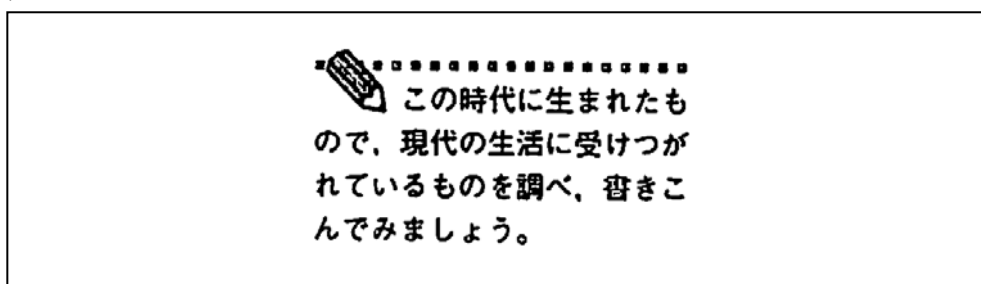 この時代に生まれたも
ので，現代の生活に受けつが
れているものを調べ，書きこ
んでみましょう。